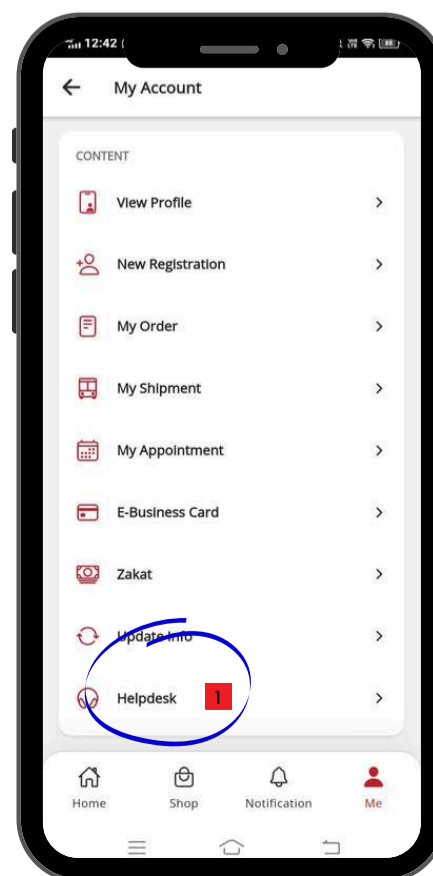 12:42
My Account
CONTENT
View Profile
New Registration
My Order
My Shipment
My Appointment
E-Business Card
Zakat
Update Info
Helpdesk 1
Home Shop Notification Me